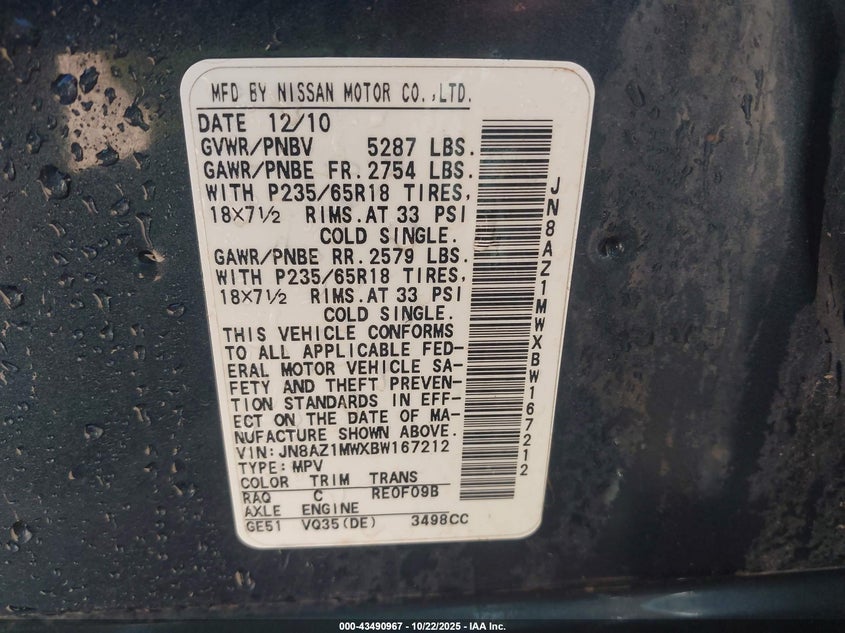 MFD BY NISSAN MOTOR CO.,LTD.
DATE 12/10
GVWR/PNBV 5287 LBS.
GAWR/PNBE FR.2754 LBS.
WITH P235/65R18 TIRES,
18×7½ RIMS.AT 33 PSI
COLD SINGLE.
GAWR/PNBE RR.2579 LBS.
WITH P235/65R18 TIRES,
18×7½ RIMS.AT 33 PSI
COLD SINGLE.
THIS VEHICLE CONFORMS
TO ALL APPLICABLE FED-
ERAL MOTOR VEHICLE SA-
FETY AND THEFT PREVEN-
TION STANDARDS IN EFF-
ECT ON THE DATE OF MA-
NUFACTURE SHOWN ABOVE.
VIN:JN8AZ1MWXBW167212
TYPE:MPV
COLOR TRIM TRANS
RAQ C RE0F09B
AXLE ENGINE
GE51 VQ35(DE) 3498CC
JN8AZ1MWXBW167212
000-43490967 - 10/22/2025 - IAA Inc.